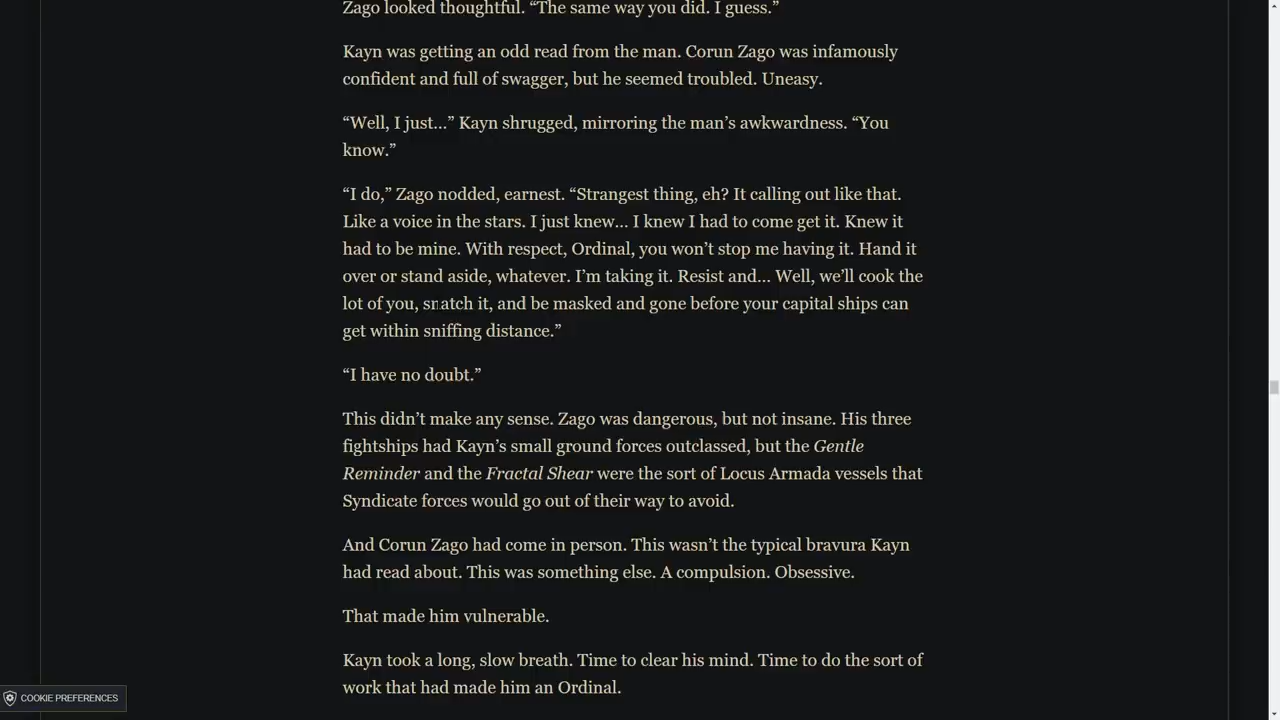 Zago looked thoughtful. “The same way you did. I guess.”
Kayn was getting an odd read from the man. Corun Zago was infamously
confident and full of swagger, but he seemed troubled. Uneasy.
“Well, I just…” Kayn shrugged, mirroring the man’s awkwardness. “You
know.”
“I do,” Zago nodded, earnest. “Strangest thing, eh? It calling out like that.
Like a voice in the stars. I just knew… I knew I had to come get it. Knew it
had to be mine. With respect, Ordinal, you won’t stop me having it. Hand it
over or stand aside, whatever. I’m taking it. Resist and… Well, we’ll cook the
lot of you, snatch it, and be masked and gone before your capital ships can
get within sniffing distance.”
“I have no doubt.”
This didn’t make any sense. Zago was dangerous, but not insane. His three
fightships had Kayn’s small ground forces outclassed, but the Gentle
Reminder and the Fractal Shear were the sort of Locus Armada vessels that
Syndicate forces would go out of their way to avoid.
And Corun Zago had come in person. This wasn’t the typical bravura Kayn
had read about. This was something else. A compulsion. Obsessive.
That made him vulnerable.
Kayn took a long, slow breath. Time to clear his mind. Time to do the sort of
work that had made him an Ordinal.
COOKIE PREFERENCES